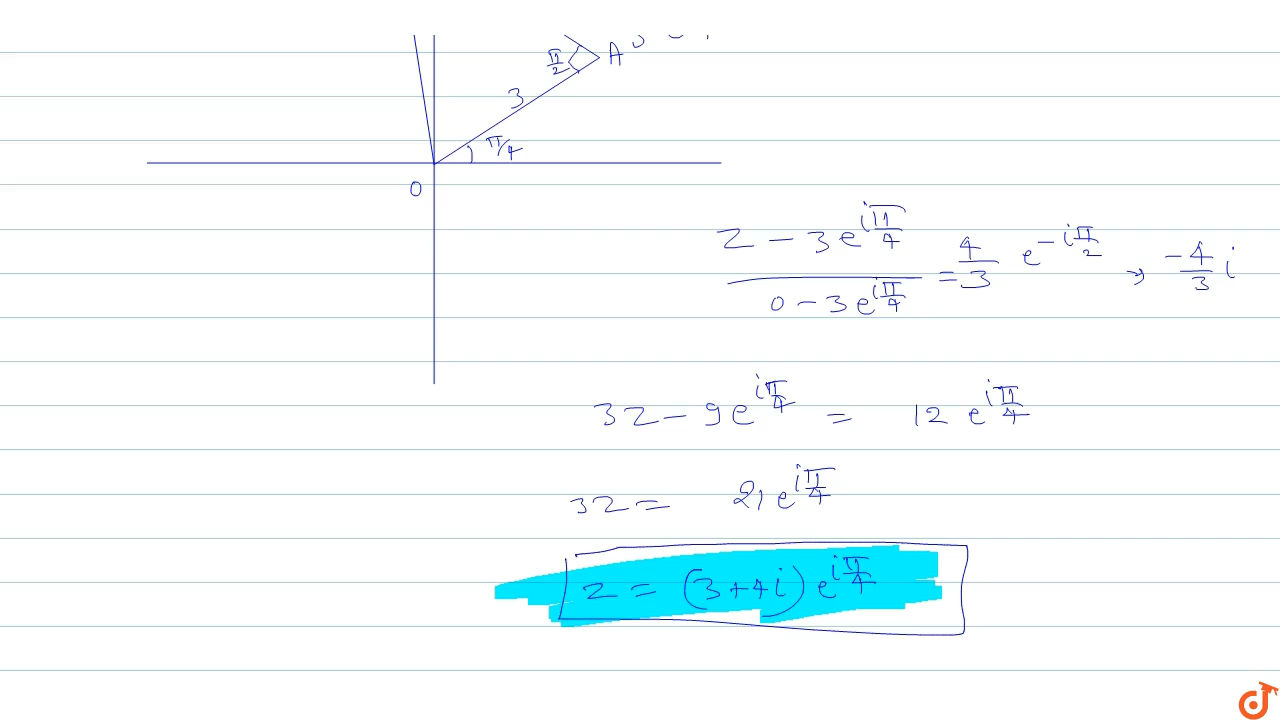 π/2 A
3
π/4
0
z - 3e^{iπ/4} / 0 - 3e^{iπ/4} = 4/3 e^{-iπ/2} → -4/3 i
3z - 9e^{iπ/4} = 12 e^{iπ/4}
3z = 21 e^{iπ/4}
z = (3+4i) e^{iπ/4}